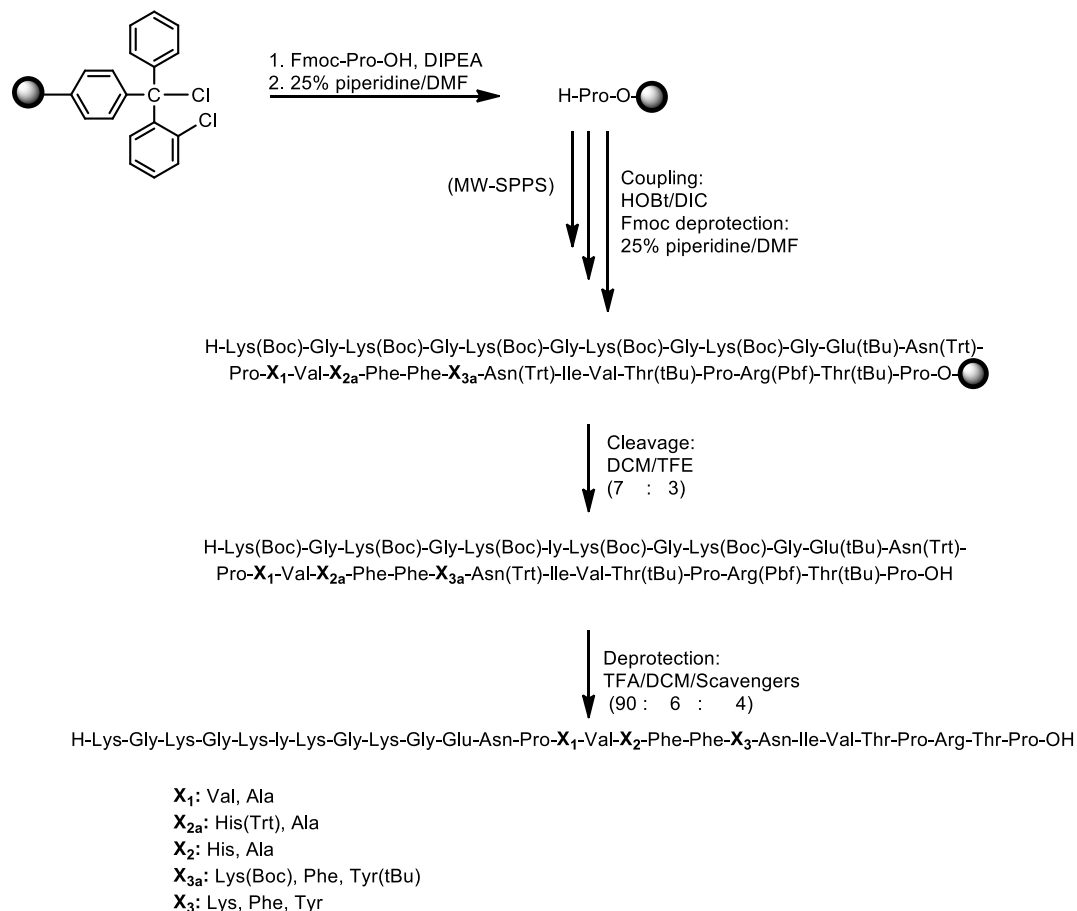 Cl
Cl
1. Fmoc-Pro-OH, DIPEA
2. 25% piperidine/DMF
C
H-Pro-O-
(MW-SPPS)
Coupling:
HOBt/DIC
Fmoc deprotection:
25% piperidine/DMF
H-Lys(Boc)-Gly-Lys(Boc)-Gly-Lys(Boc)-Gly-Lys(Boc)-Gly-Lys(Boc)-Gly-Glu(tBu)-Asn(Trt)-
Pro-X1-Val-X2a-Phe-Phe-X3a-Asn(Trt)-Ile-Val-Thr(tBu)-Pro-Arg(Pbf)-Thr(tBu)-Pro-O-
Cleavage:
DCM/TFE
(7 : 3)
H-Lys(Boc)-Gly-Lys(Boc)-Gly-Lys(Boc)-ly-Lys(Boc)-Gly-Lys(Boc)-Gly-Glu(tBu)-Asn(Trt)-
Pro-X1-Val-X2a-Phe-Phe-X3a-Asn(Trt)-Ile-Val-Thr(tBu)-Pro-Arg(Pbf)-Thr(tBu)-Pro-OH
Deprotection:
TFA/DCM/Scavengers
(90 : 6 : 4)
H-Lys-Gly-Lys-Gly-Lys-ly-Lys-Gly-Lys-Gly-Glu-Asn-Pro-X1-Val-X2-Phe-Phe-X3-Asn-Ile-Val-Thr-Pro-Arg-Thr-Pro-OH
X1: Val, Ala
X2a: His(Trt), Ala
X2: His, Ala
X3a: Lys(Boc), Phe, Tyr(tBu)
X3: Lys, Phe, Tyr